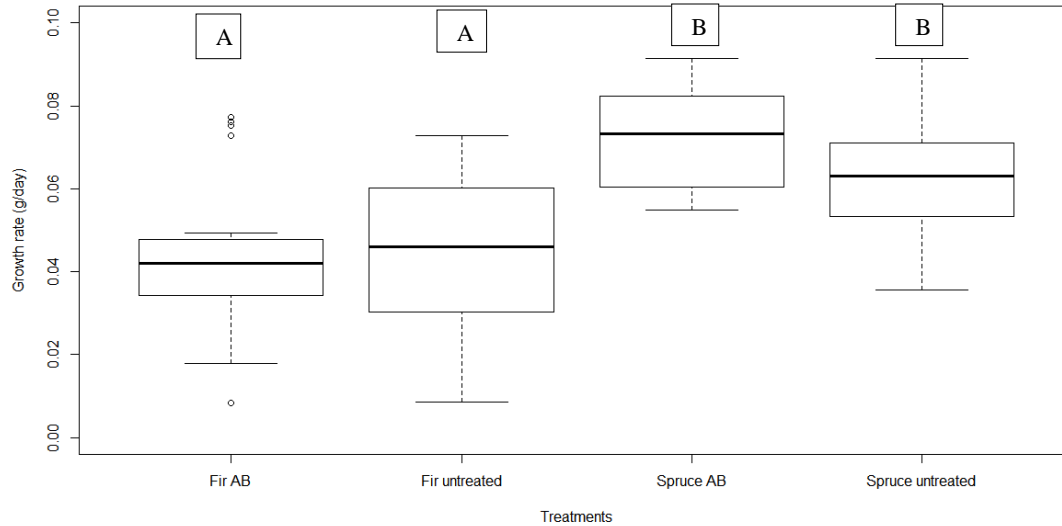 A A B B
0.10
0.08
0.06
0.04
0.02
0.00
Growth rate (g/day)
Fir AB Fir untreated Spruce AB Spruce untreated
Treatments